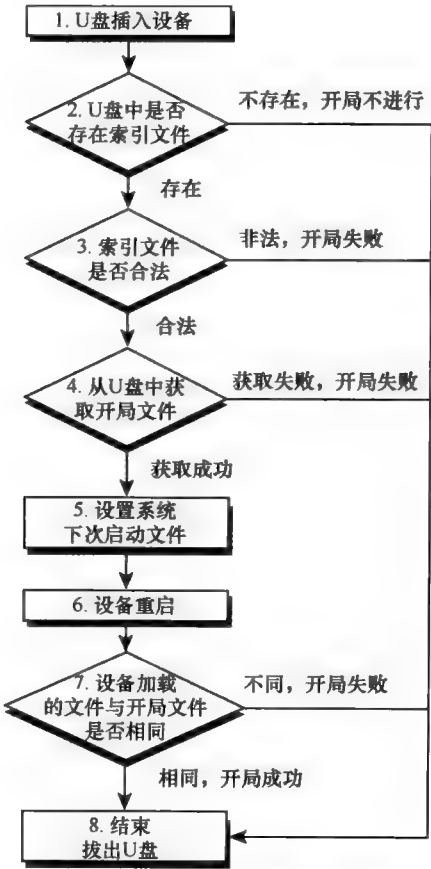 1. U盘插入设备
2. U盘中是否
存在索引文件
不存在，开局不进行
存在
3. 索引文件
是否合法
非法，开局失败
合法
4. 从U盘中获
取开局文件
获取失败，开局失败
获取成功
5. 设置系统
下次启动文件
6. 设备重启
7. 设备加载
的文件与开局文件
是否相同
不同，开局失败
相同，开局成功
8. 结束
拔出U盘